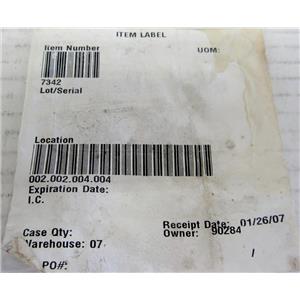 ITEM LABEL
Item Number UOM:
7342
Lot/Serial
Location
002.002.004.004
Expiration Date:
I.C.
Receipt Date: 01/26/07
Case Qty: Owner: 90284
Warehouse: 07 /
PO#: